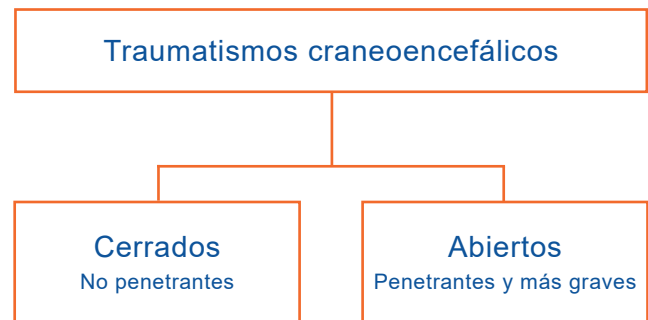 Traumatismos craneoencefálicos
Cerrados
No penetrantes
Abiertos
Penetrantes y más graves